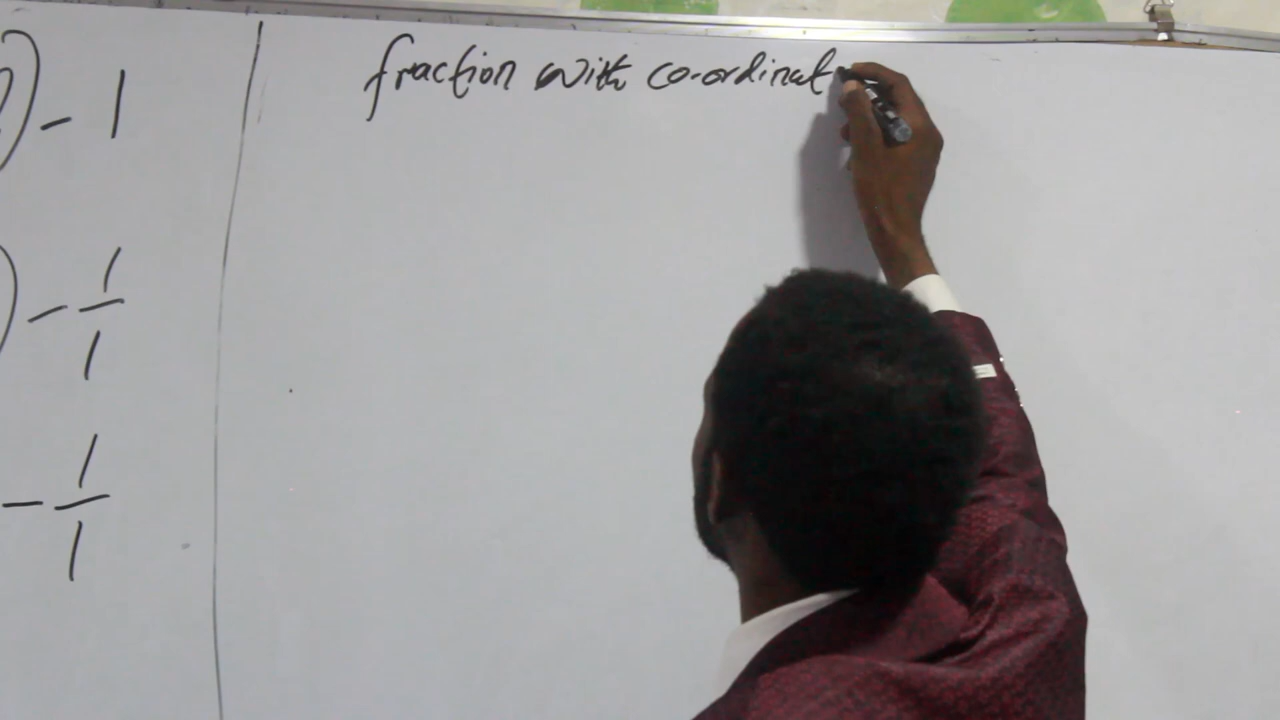 ) - 1
) - 1/1
- 1/1
fraction with co-ordinat